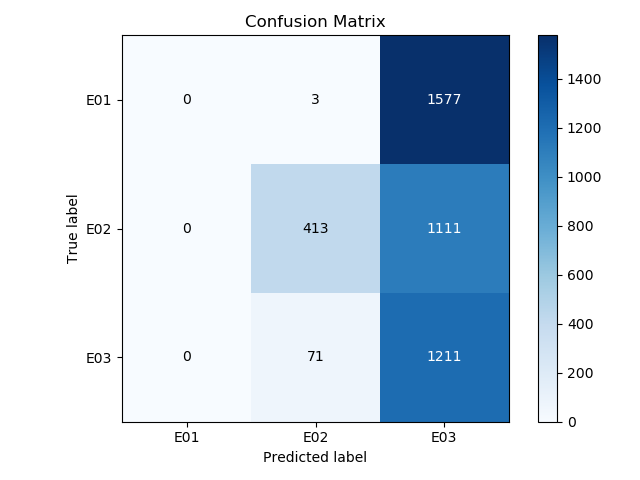 Confusion Matrix
E01 0 3 1577
E02 0 413 1111
E03 0 71 1211
E01 E02 E03
Predicted label
True label
1400
1200
1000
800
600
400
200
0